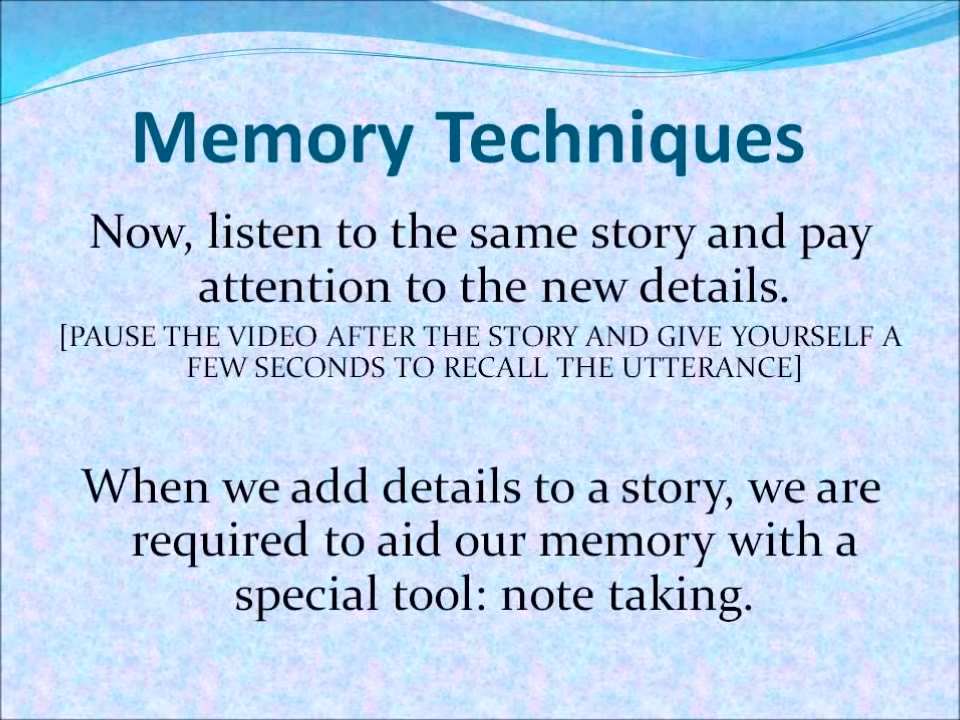 Memory Techniques
Now, listen to the same story and pay
attention to the new details.
[PAUSE THE VIDEO AFTER THE STORY AND GIVE YOURSELF A
FEW SECONDS TO RECALL THE UTTERANCE]
When we add details to a story, we are
required to aid our memory with a
special tool: note taking.